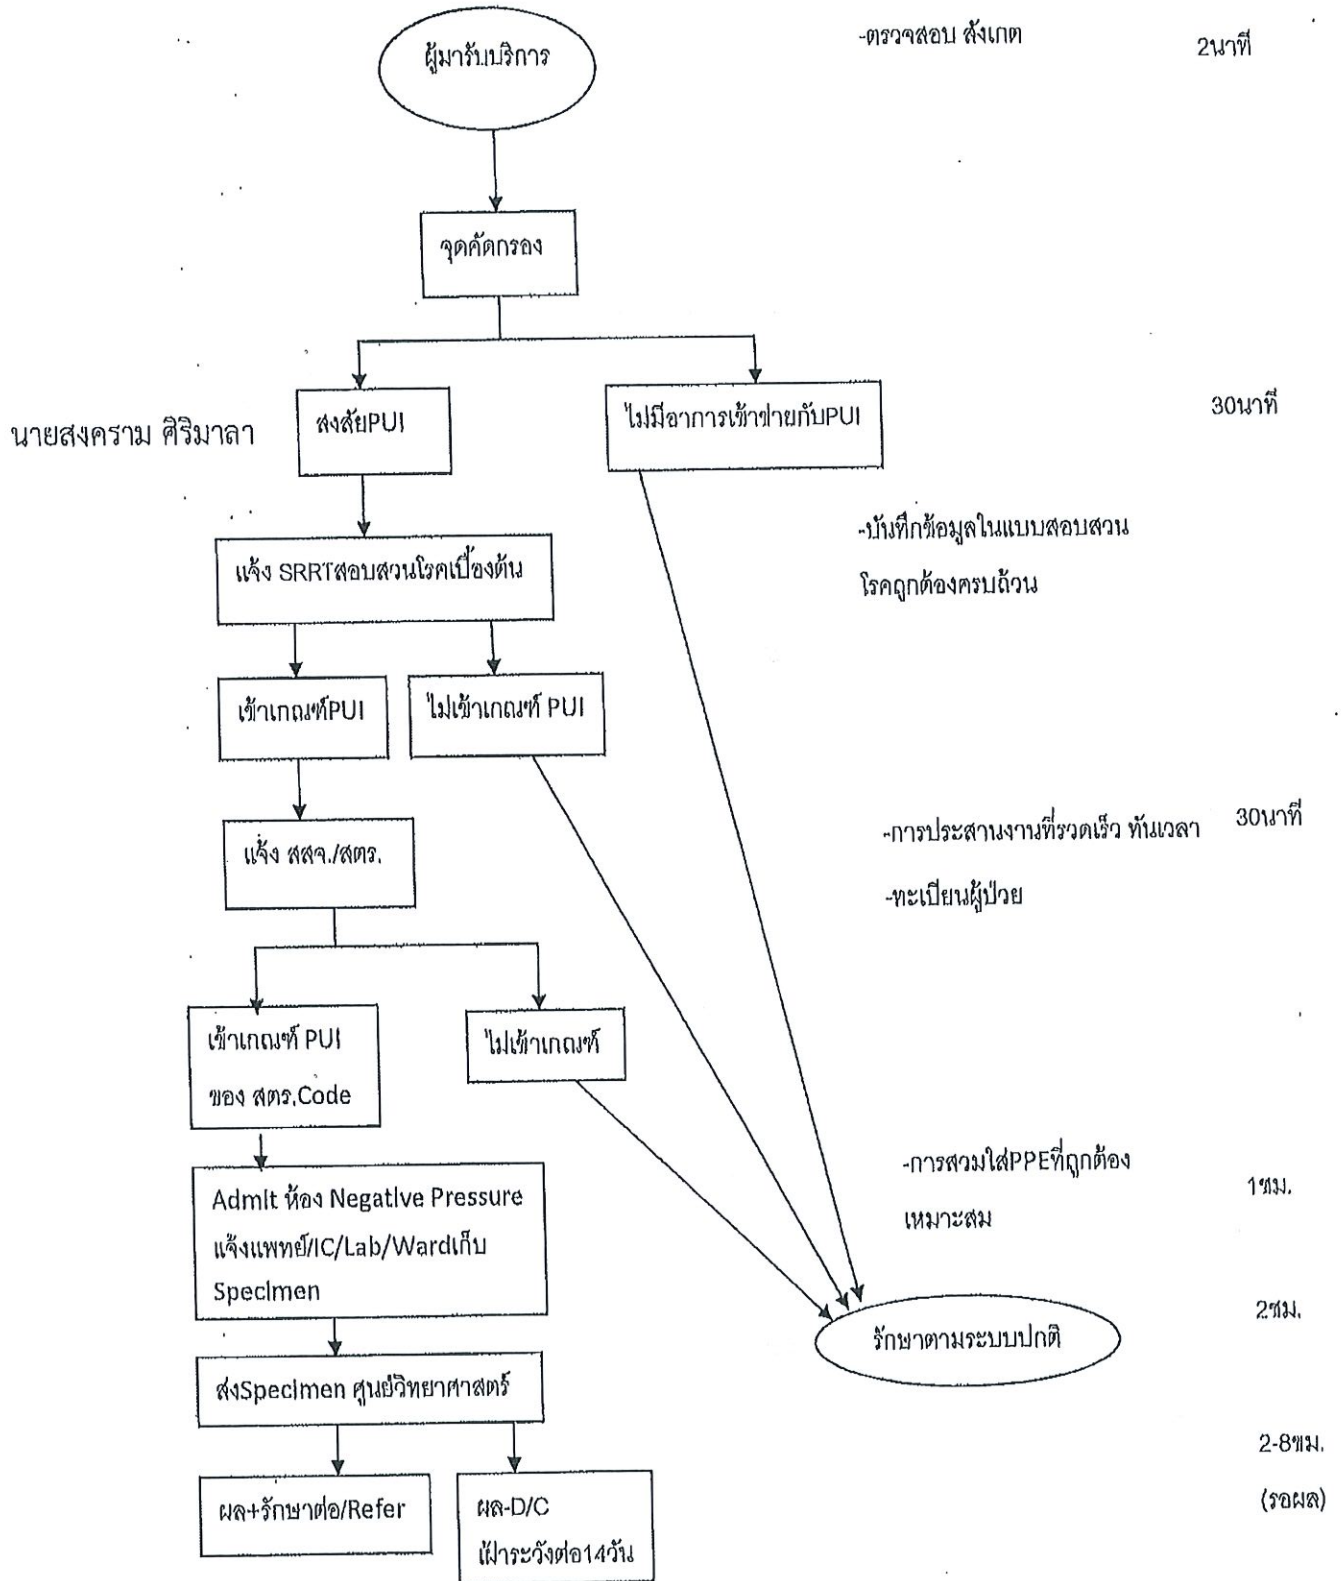 ผู้มารับบริการ
-ตรวจสอบ สังเกต
2นาที
จุดคัดกรอง
นายสงคราม ศิริมาลา
สงสัยPUI
ไม่มีอาการเข้าข่ายกับPUI
30นาที
-บันทึกข้อมูลในแบบสอบสวน
โรคถูกต้องครบถ้วน
แจ้ง SRRTสอบสวนโรคเบื้องต้น
เข้าเกณฑ์PUI
ไม่เข้าเกณฑ์ PUI
แจ้ง สสจ./สตร.
-การประสานงานที่รวดเร็ว ทันเวลา
30นาที
-ทะเบียนผู้ป่วย
เข้าเกณฑ์ PUI
ของ สตร.Code
ไม่เข้าเกณฑ์
-การสวมใส่PPEที่ถูกต้อง
เหมาะสม
1ชม.
Admit ห้อง Negative Pressure
แจ้งแพทย์/IC/Lab/Wardเก็บ
Specimen
2ชม.
รักษาตามระบบปกติ
ส่งSpecimen ศูนย์วิทยาศาสตร์
2-8ชม.
(รอผล)
ผล+รักษาต่อ/Refer
ผล-D/C
เฝ้าระวังต่อ14วัน